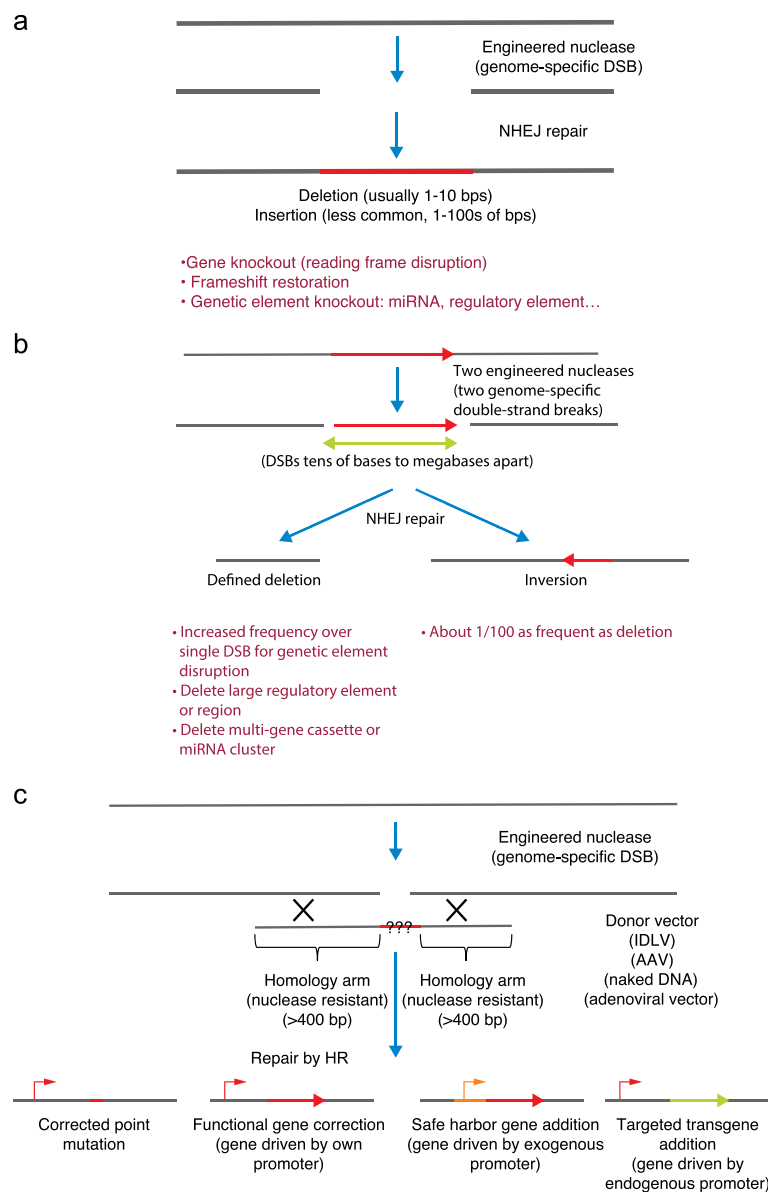 a
Engineered nuclease
(genome-specific DSB)
NHEJ repair
Deletion (usually 1-10 bps)
Insertion (less common, 1-100s of bps)
•Gene knockout (reading frame disruption)
• Frameshift restoration
• Genetic element knockout: miRNA, regulatory element…
b
Two engineered nucleases
(two genome-specific
double-strand breaks)
(DSBs tens of bases to megabases apart)
NHEJ repair
Defined deletion
Inversion
• Increased frequency over
single DSB for genetic element
disruption
• Delete large regulatory element
or region
• Delete multi-gene cassette or
miRNA cluster
• About 1/100 as frequent as deletion
c
Engineered nuclease
(genome-specific DSB)
???
Homology arm
(nuclease resistant)
(>400 bp)
Homology arm
(nuclease resistant)
(>400 bp)
Donor vector
(IDLV)
(AAV)
(naked DNA)
(adenoviral vector)
Repair by HR
Corrected point
mutation
Functional gene correction
(gene driven by own
promoter)
Safe harbor gene addition
(gene driven by exogenous
promoter)
Targeted transgene
addition
(gene driven by
endogenous promoter)